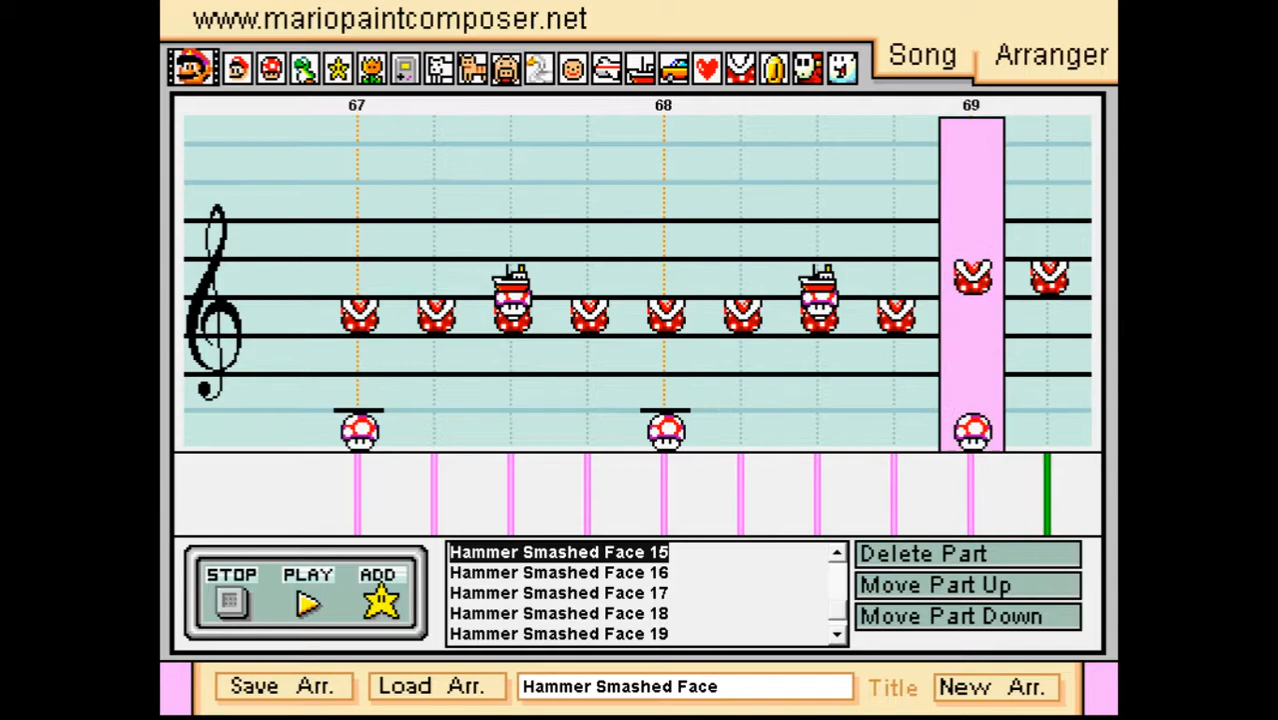 www.mariopaintcomposer.net
Song Arranger
67 68 69
STOP PLAY ADD
Hammer Smashed Face 15
Hammer Smashed Face 16
Hammer Smashed Face 17
Hammer Smashed Face 18
Hammer Smashed Face 19
Delete Part
Move Part Up
Move Part Down
Save Arr. Load Arr. Hammer Smashed Face Title New Arr.